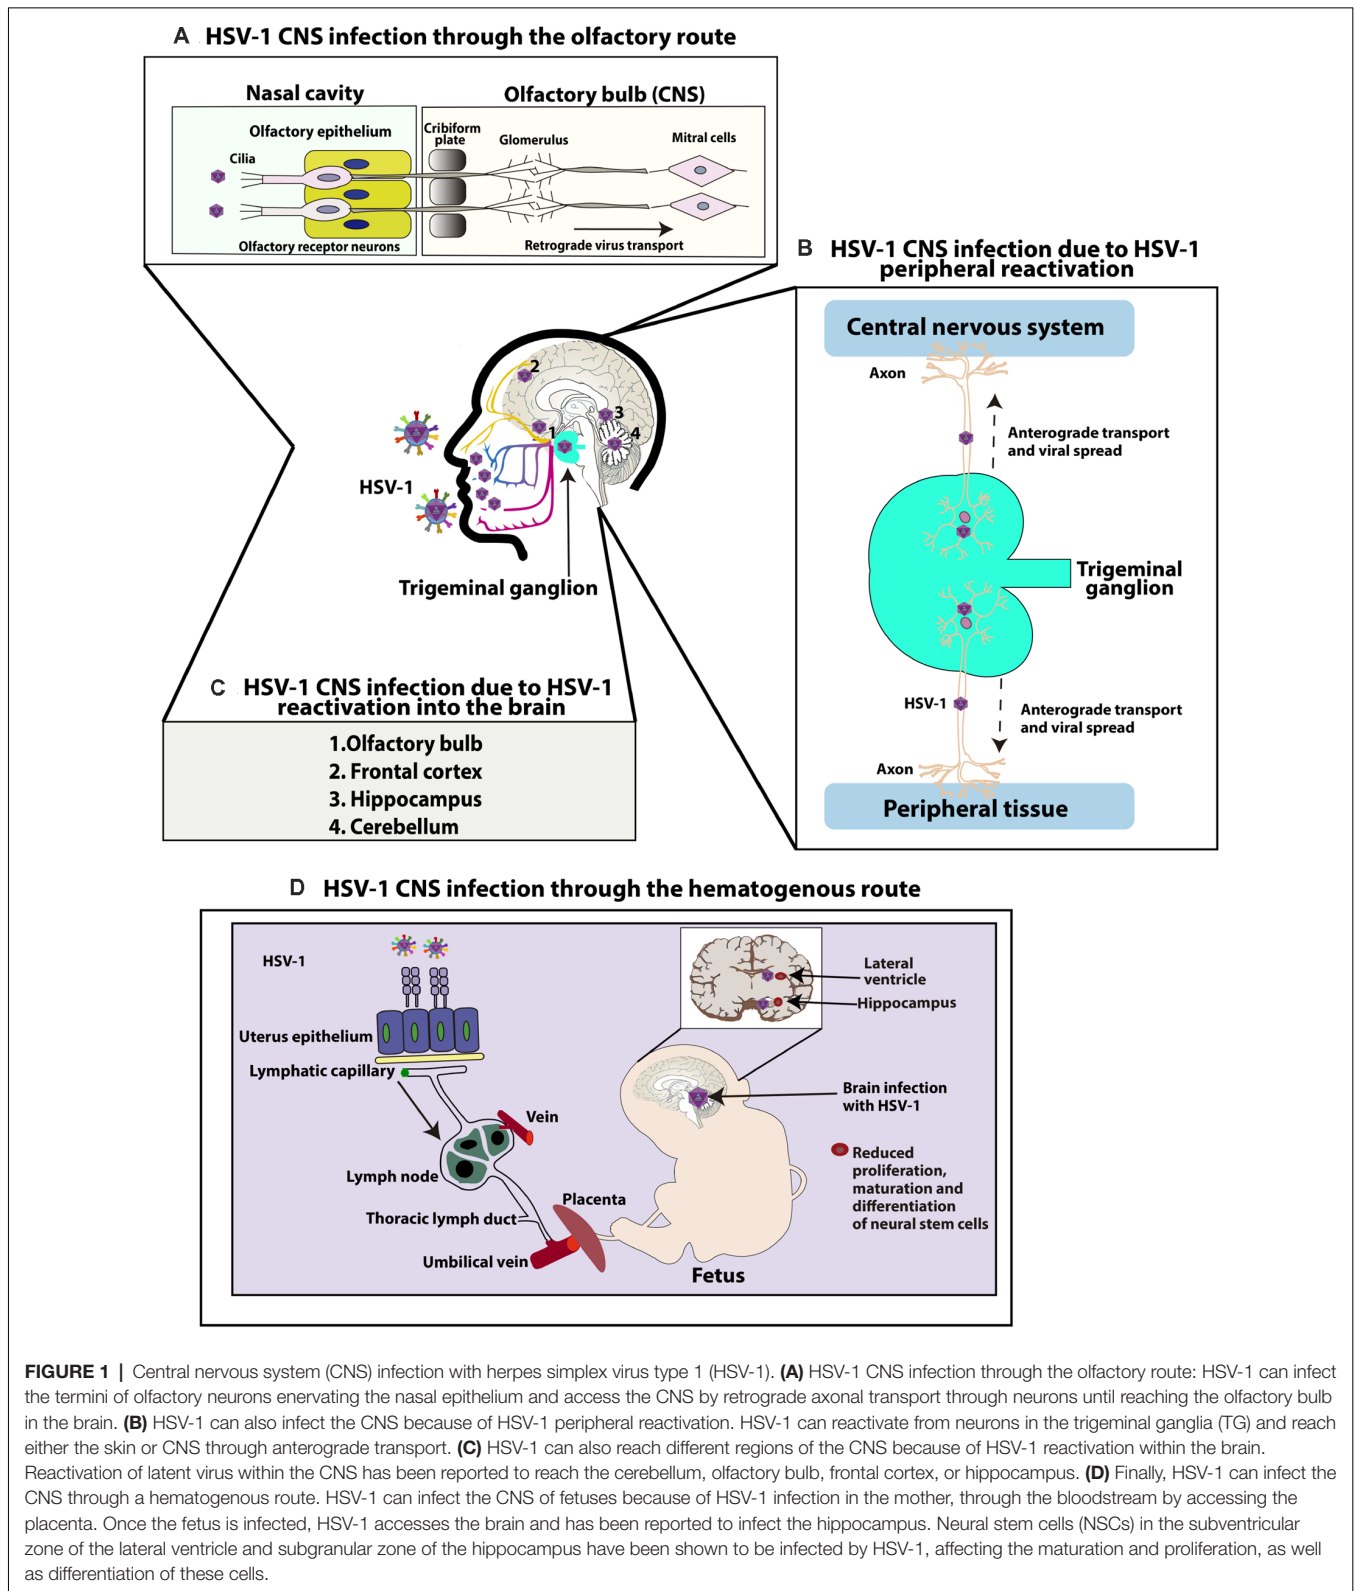 A HSV-1 CNS infection through the olfactory route
Nasal cavity
Olfactory bulb (CNS)
Olfactory epithelium
Cribiform
plate
Glomerulus
Mitral cells
Cilia
Olfactory receptor neurons
Retrograde virus transport
B HSV-1 CNS infection due to HSV-1
peripheral reactivation
Central nervous system
Axon
Anterograde transport
and viral spread
Trigeminal
ganglion
HSV-1
Anterograde transport
and viral spread
Axon
Peripheral tissue
2
3
1
4
HSV-1
Trigeminal ganglion
C HSV-1 CNS infection due to HSV-1
reactivation into the brain
1.Olfactory bulb
2. Frontal cortex
3. Hippocampus
4. Cerebellum
D HSV-1 CNS infection through the hematogenous route
HSV-1
Uterus epithelium
Lymphatic capillary
Vein
Lymph node
Placenta
Thoracic lymph duct
Umbilical vein
Lateral
ventricle
Hippocampus
Brain infection
with HSV-1
Reduced
proliferation,
maturation and
differentiation
of neural stem cells
Fetus
FIGURE 1 | Central nervous system (CNS) infection with herpes simplex virus type 1 (HSV-1). (A) HSV-1 CNS infection through the olfactory route: HSV-1 can infect
the termini of olfactory neurons enervating the nasal epithelium and access the CNS by retrograde axonal transport through neurons until reaching the olfactory bulb
in the brain. (B) HSV-1 can also infect the CNS because of HSV-1 peripheral reactivation. HSV-1 can reactivate from neurons in the trigeminal ganglia (TG) and reach
either the skin or CNS through anterograde transport. (C) HSV-1 can also reach different regions of the CNS because of HSV-1 reactivation within the brain.
Reactivation of latent virus within the CNS has been reported to reach the cerebellum, olfactory bulb, frontal cortex, or hippocampus. (D) Finally, HSV-1 can infect the
CNS through a hematogenous route. HSV-1 can infect the CNS of fetuses because of HSV-1 infection in the mother, through the bloodstream by accessing the
placenta. Once the fetus is infected, HSV-1 accesses the brain and has been reported to infect the hippocampus. Neural stem cells (NSCs) in the subventricular
zone of the lateral ventricle and subgranular zone of the hippocampus have been shown to be infected by HSV-1, affecting the maturation and proliferation, as well
as differentiation of these cells.